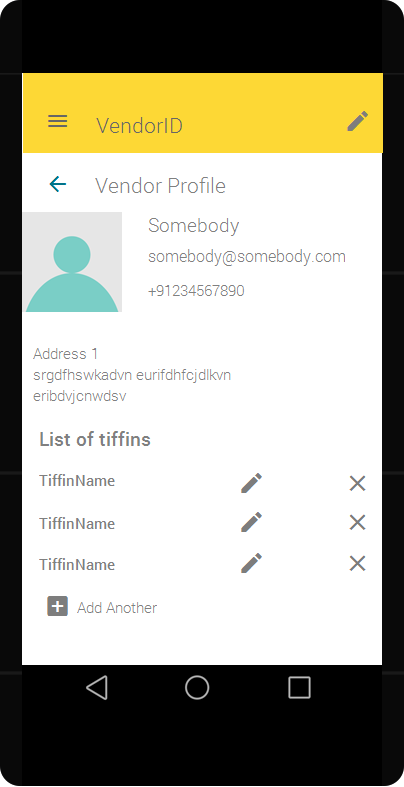 VendorID
Vendor Profile
Somebody
somebody@somebody.com
+91234567890
Address 1
srgdfhswkadvn eurifdhfcjdlkvn
eribdvjcnwdsv
List of tiffins
TiffinName
TiffinName
TiffinName
Add Another